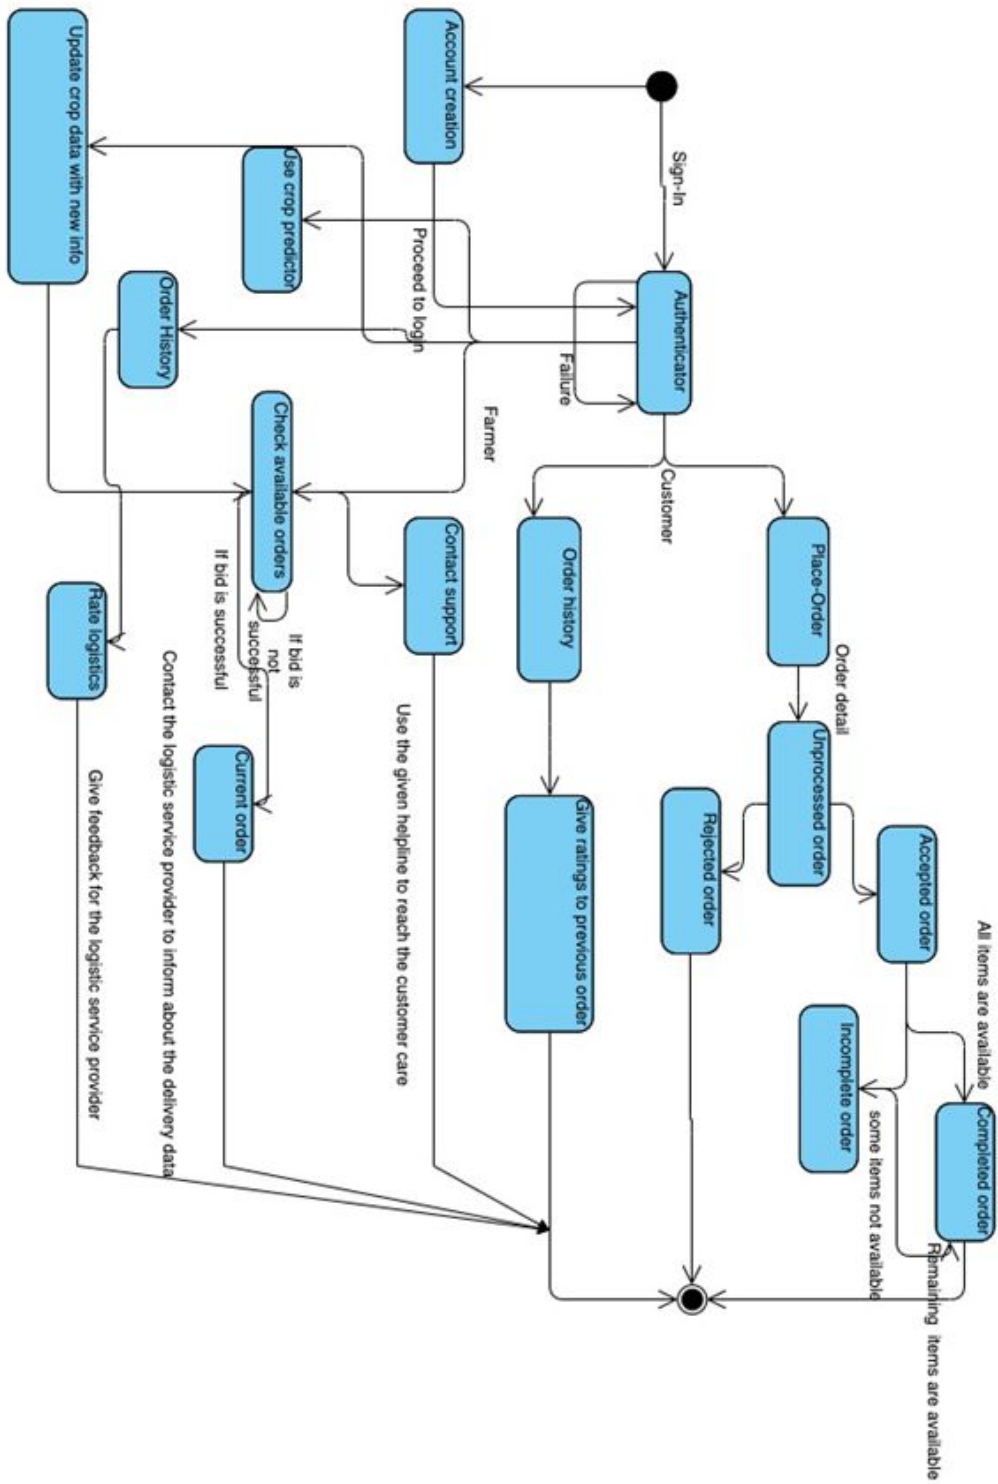 Account creation
Sign-In
Authenticator
Update crop data with new info
Use crop predictor
Proceed to login
Failure
Order History
Farmer
Customer
Check available orders
Contact support
Order history
Place-Order
Order detail
Unprocessed order
Accepted order
Rejected order
All items are available
Completed order
Incomplete order
some items not available
Remaining items are available
Give ratings to previous order
If bid is
not
successful
If bid is successful
Current order
Rate logistics
Use the given helpline to reach the customer care
Contact the logistic service provider to inform about the delivery data
Give feedback for the logistic service provider